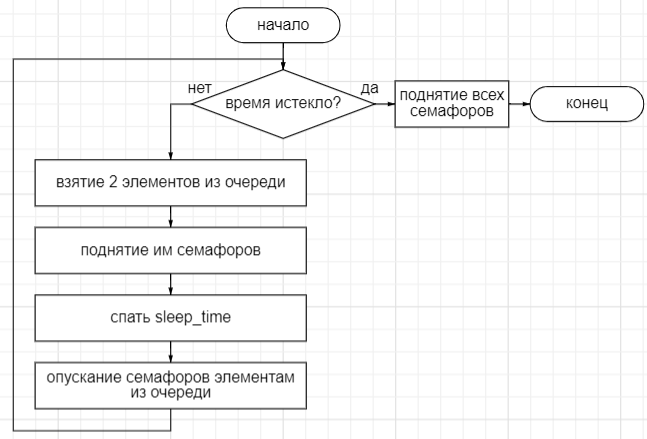 начало
нет
да
время истекло?
поднятие всех
семафоров
конец
взятие 2 элементов из очереди
поднятие им семафоров
спать sleep_time
опускание семафоров элементам
из очереди